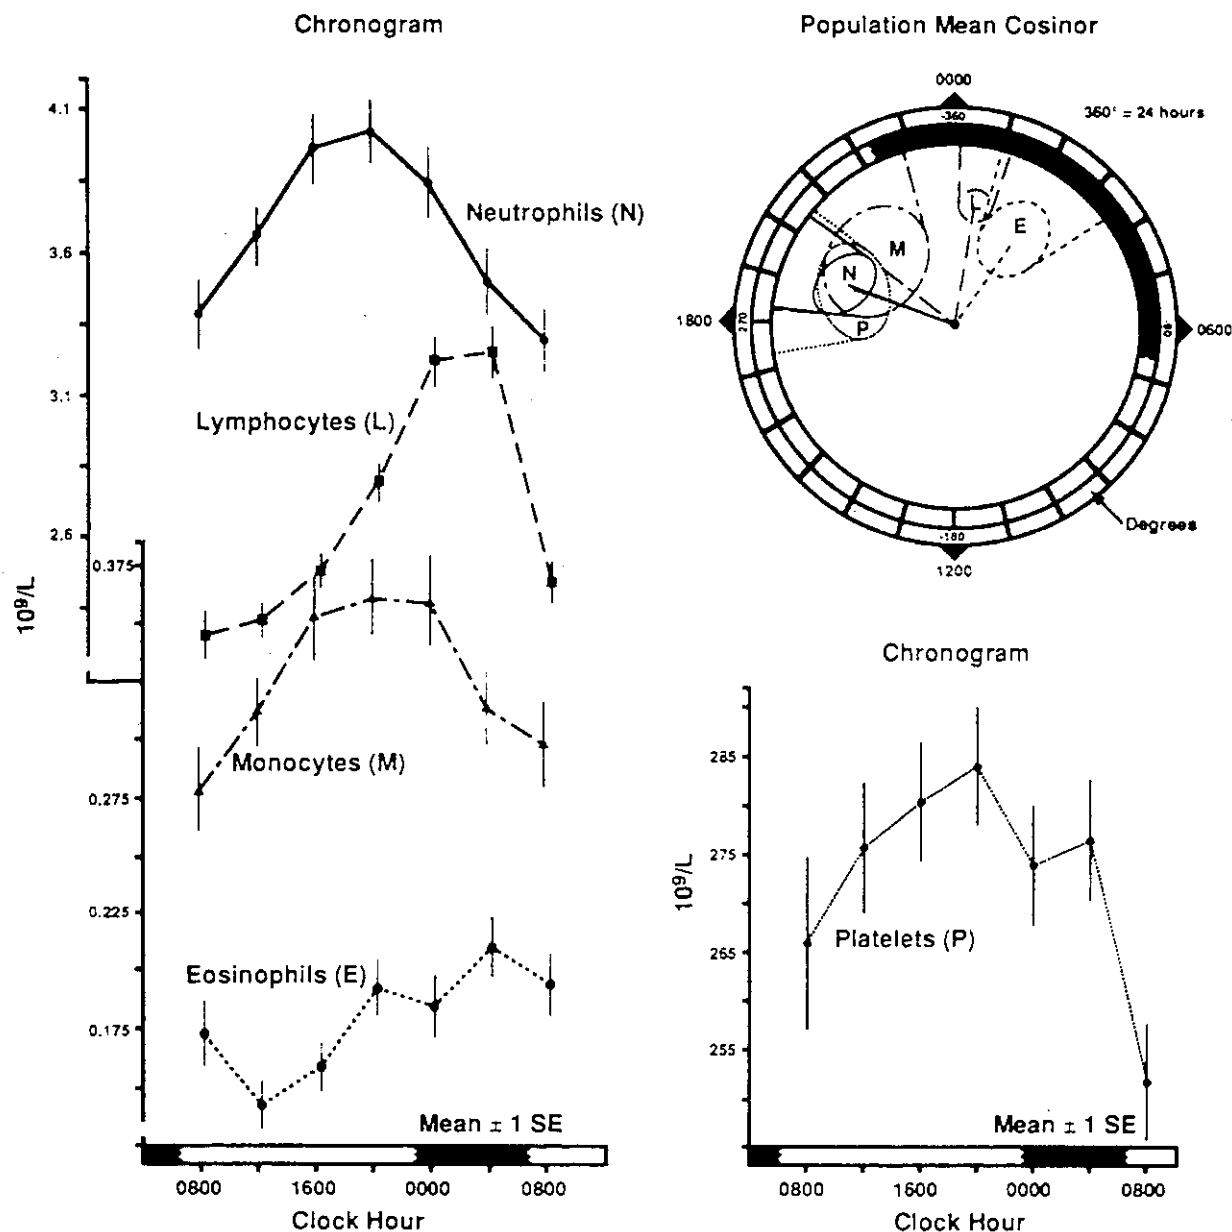 Chronogram
4.1
3.6
3.1
2.6
10⁹/L
0.375
0.275
0.225
0.175
Neutrophils (N)
Lymphocytes (L)
Monocytes (M)
Eosinophils (E)
Mean ± 1 SE
0800 1600 0000 0800
Clock Hour
Population Mean Cosinor
0000
360° = 24 hours
-360
L
E
M
N
P
1800
270
-90
0600
Degrees
-180
1200
Chronogram
285
275
265
255
10⁹/L
Platelets (P)
Mean ± 1 SE
0800 1600 0000 0800
Clock Hour